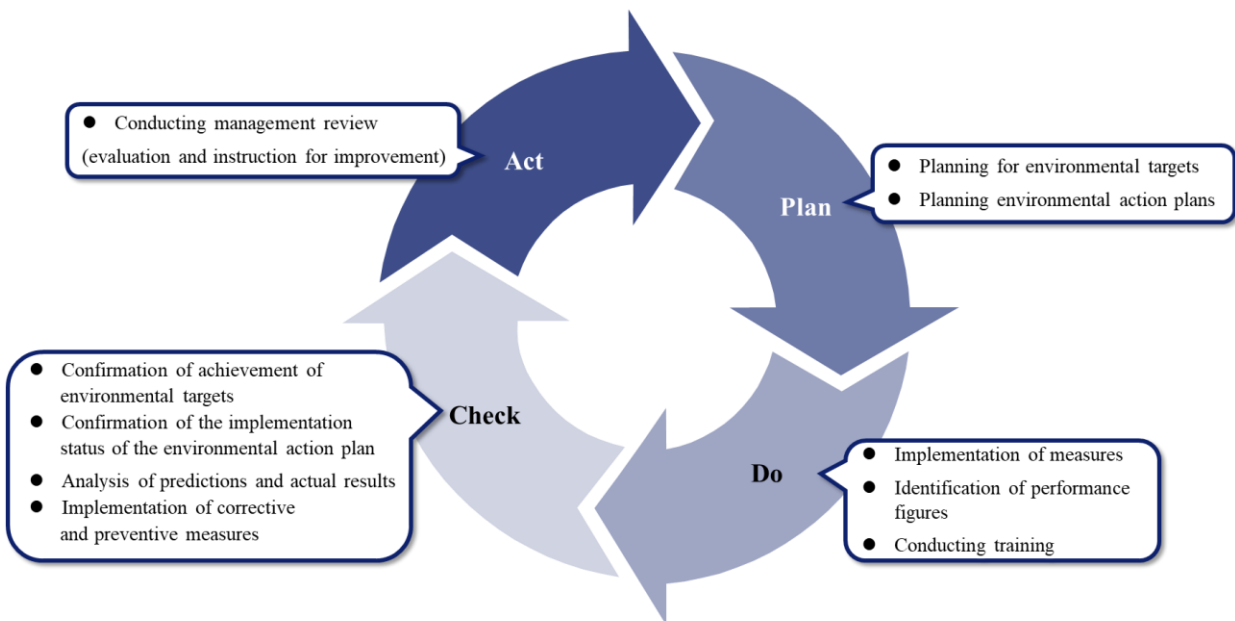 ● Conducting management review
(evaluation and instruction for improvement)
Act
Plan
● Planning for environmental targets
● Planning environmental action plans
● Confirmation of achievement of
environmental targets
● Confirmation of the implementation
status of the environmental action plan
● Analysis of predictions and actual results
● Implementation of corrective
and preventive measures
Check
Do
● Implementation of measures
● Identification of performance
figures
● Conducting training